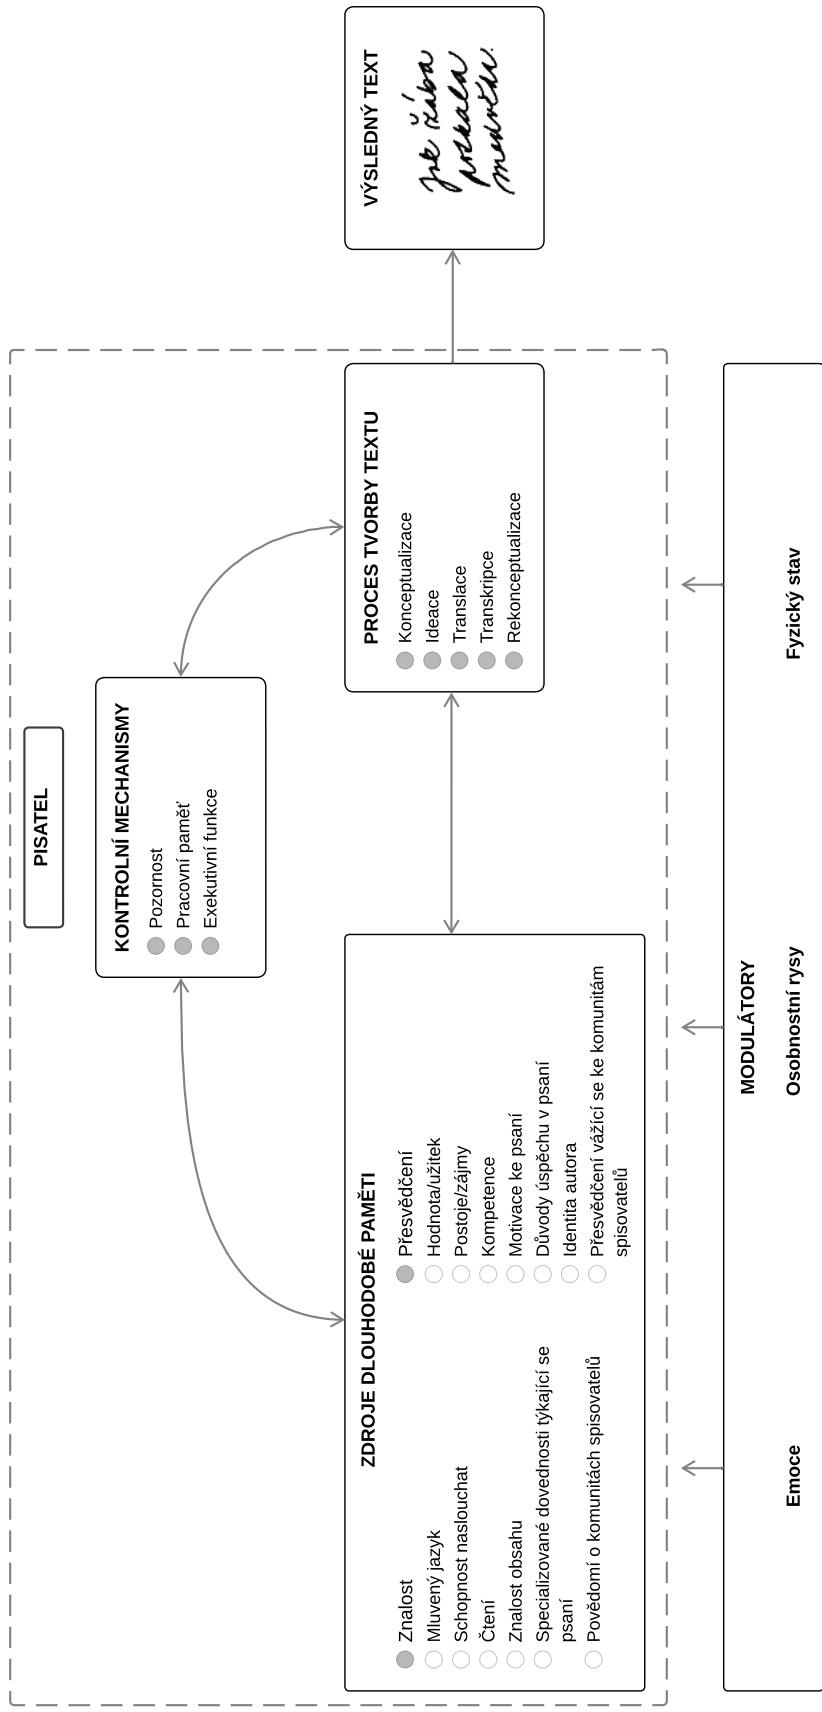 PISATEL
KONTROLNÍ MECHANISMY
Pozornost
Pracovní paměť
Exekutivní funkce
ZDROJE DLOUHODOBÉ PAMĚTI
Znalost
Mluvený jazyk
Schopnost naslouchat
Čtení
Znalost obsahu
Specializované dovednosti týkající se
psaní
Povědomí o komunitách spisovatelů
Přesvědčení
Hodnota/užitek
Postoje/zájmy
Kompetence
Motivace ke psaní
Důvody úspěchu v psaní
Identita autora
Přesvědčení vážící se ke komunitám
spisovatelů
PROCES TVORBY TEXTU
Konceptualizace
Ideace
Translace
Transkripce
Rekonceptualizace
VÝSLEDNÝ TEXT
Jak žába
potkala
medvěda.
MODULÁTORY
Emoce
Osobnostní rysy
Fyzický stav